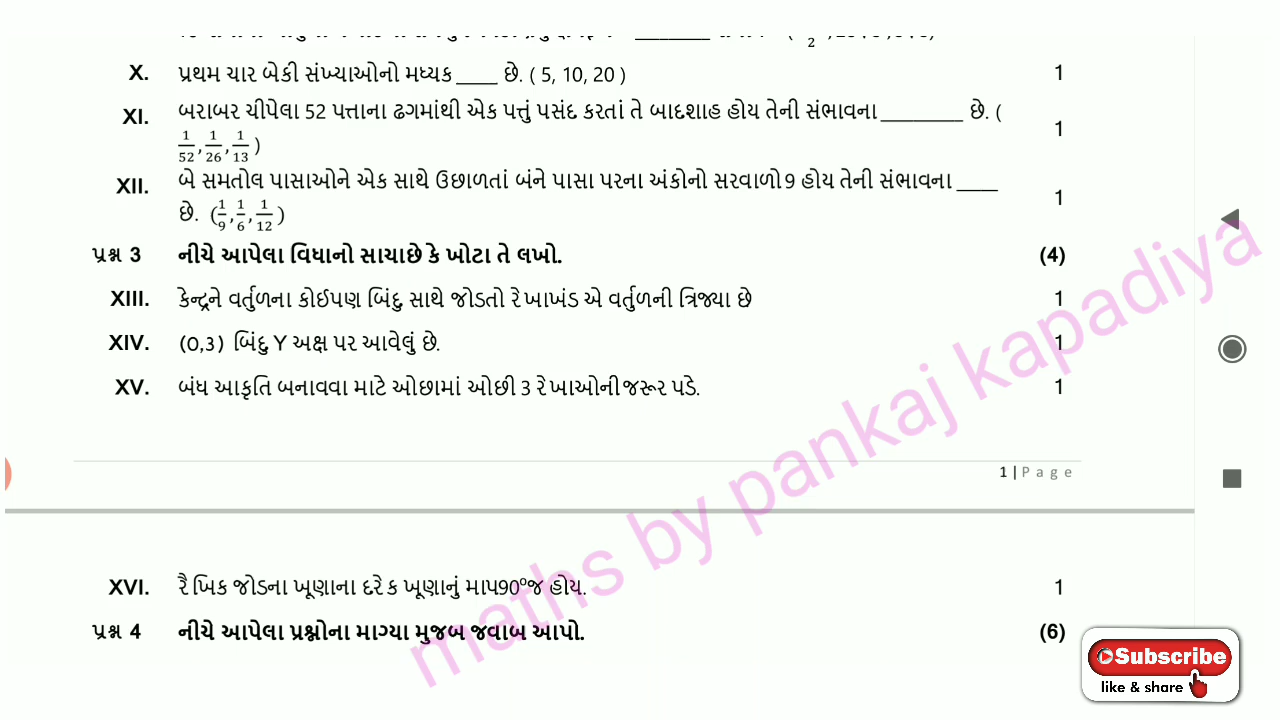 X. પ્રથમ ચાર બેકી સંખ્યાઓનો મધ્યક ____ છે. ( 5, 10, 20 ) 1
XI. બરાબર ચીપેલા 52 પત્તાના ઢગમાંથી એક પત્તું પસંદ કરતાં તે બાદશાહ હોય તેની સંભાવના ________ છે. ( 1
1/52, 1/26, 1/13 )
XII. બે સમતોલ પાસાઓને એક સાથે ઉછાળતાં બંને પાસા પરના અંકોનો સરવાળો 9 હોય તેની સંભાવના ____ 1
છે. (1/9, 1/6, 1/12 )
પ્રશ્ન 3 નીચે આપેલા વિધાનો સાચાછે કે ખોટા તે લખો. (4)
XIII. કેન્દ્રને વર્તુળના કોઈપણ બિંદુ સાથે જોડતો રેખાખંડ એ વર્તુળની ત્રિજ્યા છે 1
XIV. (0,3) બિંદુ Y અક્ષ પર આવેલું છે. 1
XV. બંધ આકૃતિ બનાવવા માટે ઓછામાં ઓછી 3 રેખાઓની જરૂર પડે. 1
1 | Page
XVI. રૈખિક જોડના ખૂણાના દરેક ખૂણાનું માપ90⁰જ હોય. 1
પ્રશ્ન 4 નીચે આપેલા પ્રશ્નોના માગ્યા મુજબ જવાબ આપો. (6)
maths by pankaj kapadiya
Subscribe
like & share